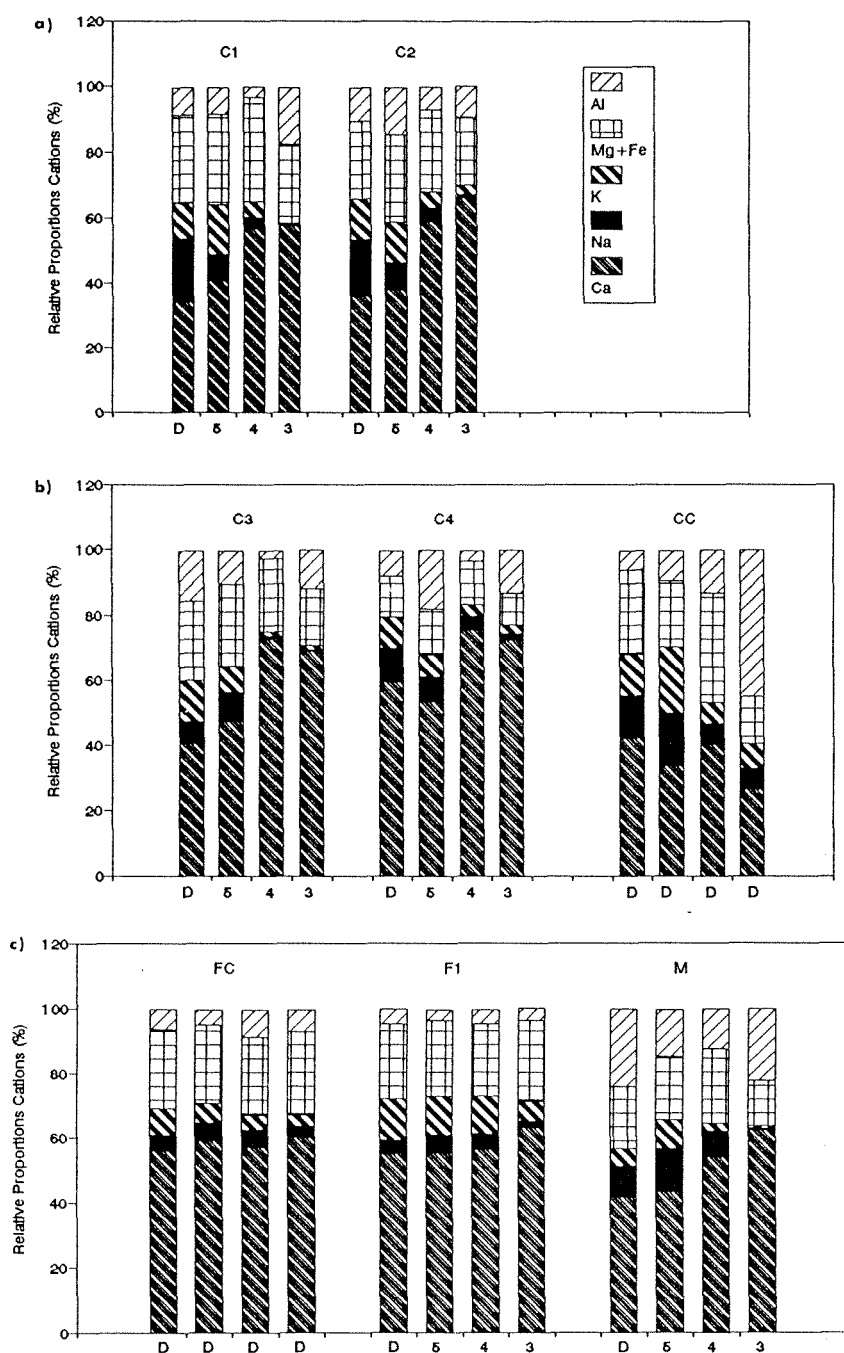 a)
120
100
80
60
40
20
0
Relative Proportions Cations (%)
C1 C2
Al
Mg+Fe
K
Na
Ca
D 5 4 3 D 5 4 3
b)
120
100
80
60
40
20
0
Relative Proportions Cations (%)
C3 C4 CC
D 5 4 3 D 5 4 3 D D D D
c)
120
100
80
60
40
20
0
Relative Proportions Cations (%)
FC F1 M
D D D D D 5 4 3 D 5 4 3